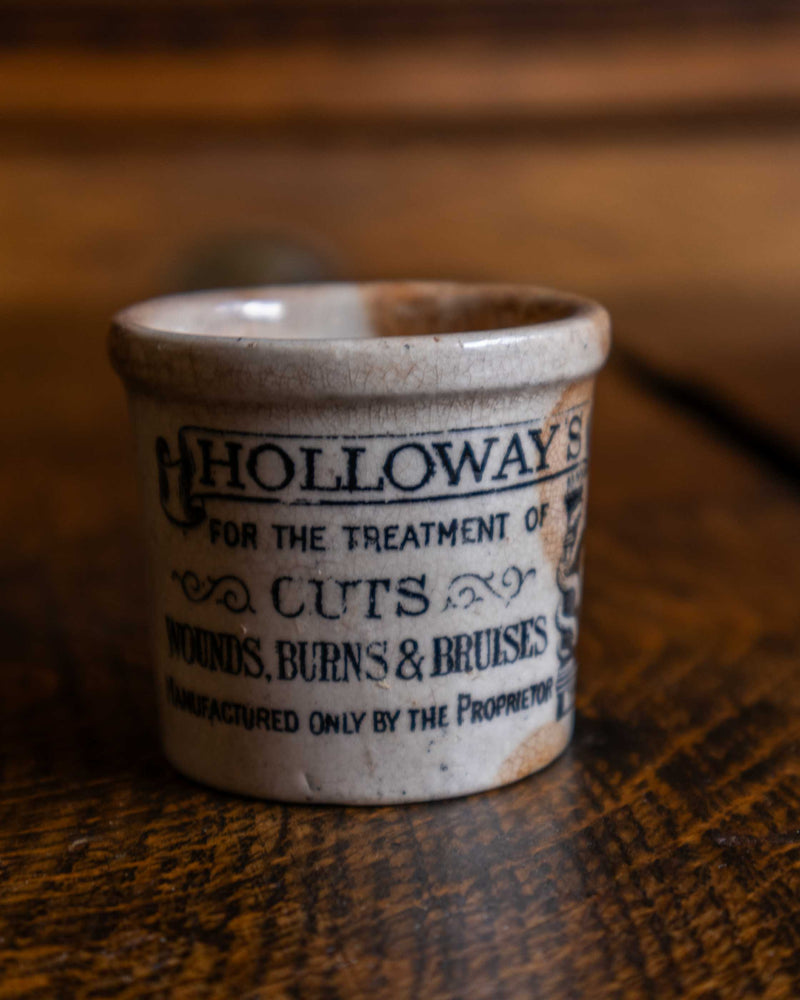 HOLLOWAY'S
FOR THE TREATMENT OF
CUTS
WOUNDS, BURNS & BRUISES
MANUFACTURED ONLY BY THE PROPRIETOR